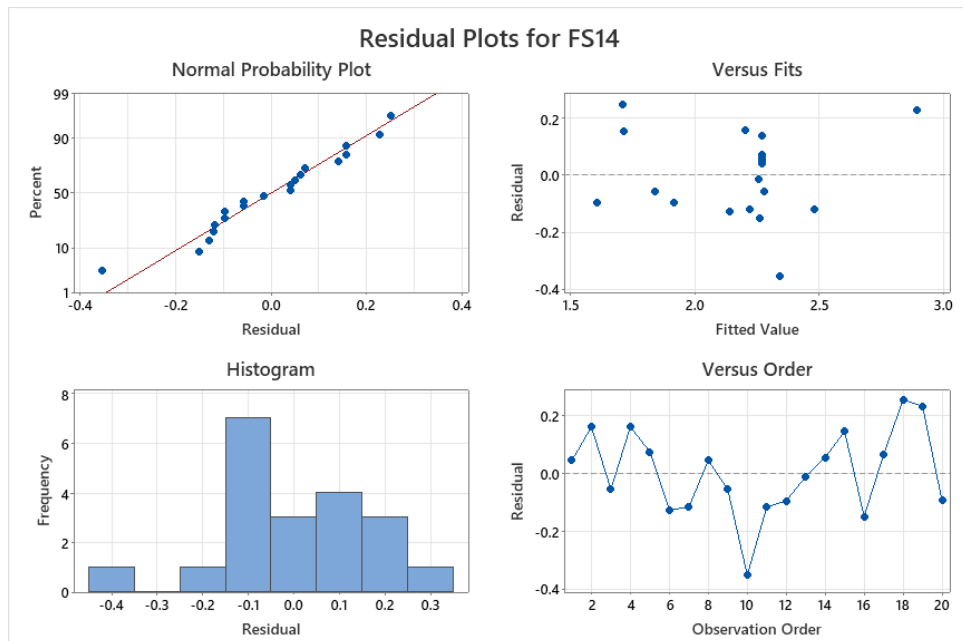 Residual Plots for FS14
Normal Probability Plot
99
90
50
10
1
Percent
-0.4 -0.2 0.0 0.2 0.4
Residual
Versus Fits
0.2
0.0
-0.2
-0.4
Residual
1.5 2.0 2.5 3.0
Fitted Value
Histogram
8
6
4
2
0
Frequency
-0.4 -0.3 -0.2 -0.1 0.0 0.1 0.2 0.3
Residual
Versus Order
0.2
0.0
-0.2
-0.4
Residual
2 4 6 8 10 12 14 16 18 20
Observation Order